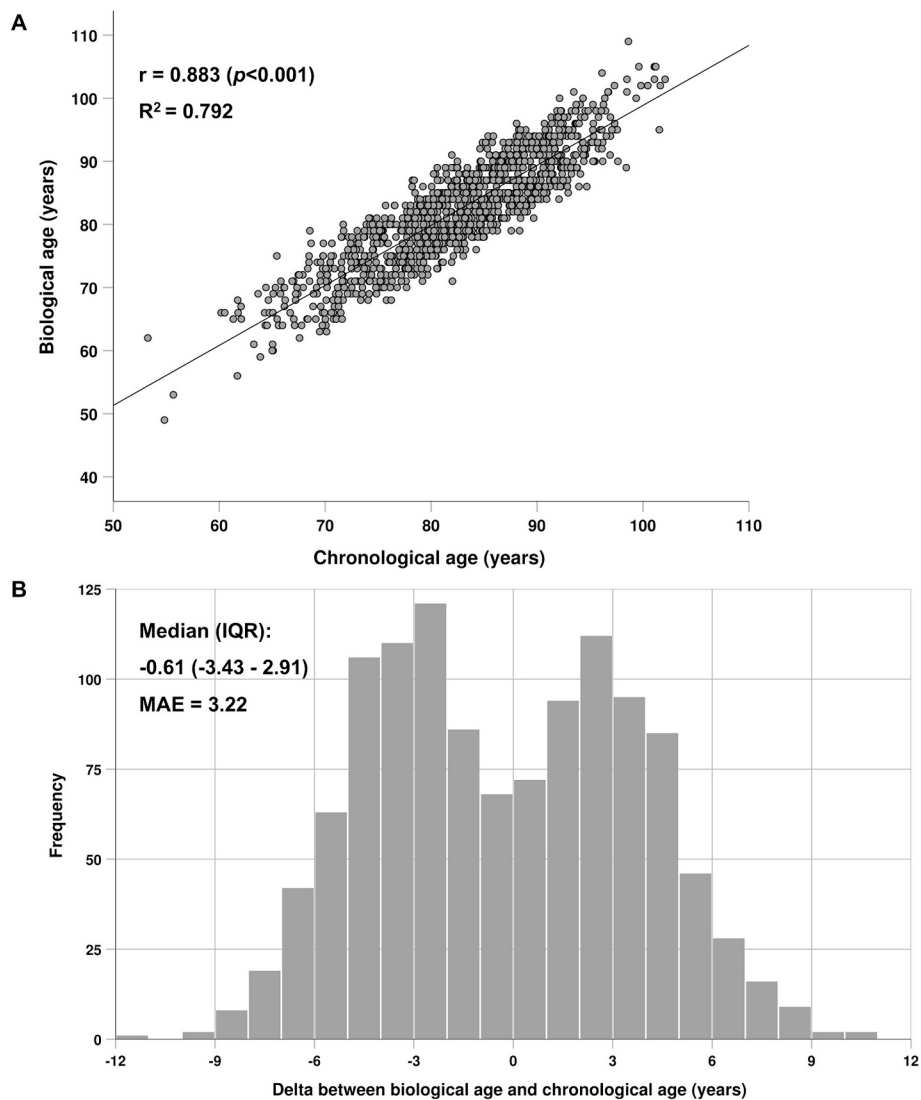 A
r = 0.883 (p<0.001)
R² = 0.792
110
100
90
80
70
60
50
40
Biological age (years)
50 60 70 80 90 100 110
Chronological age (years)
B
Median (IQR):
-0.61 (-3.43 - 2.91)
MAE = 3.22
125
100
75
50
25
0
Frequency
-12 -9 -6 -3 0 3 6 9 12
Delta between biological age and chronological age (years)